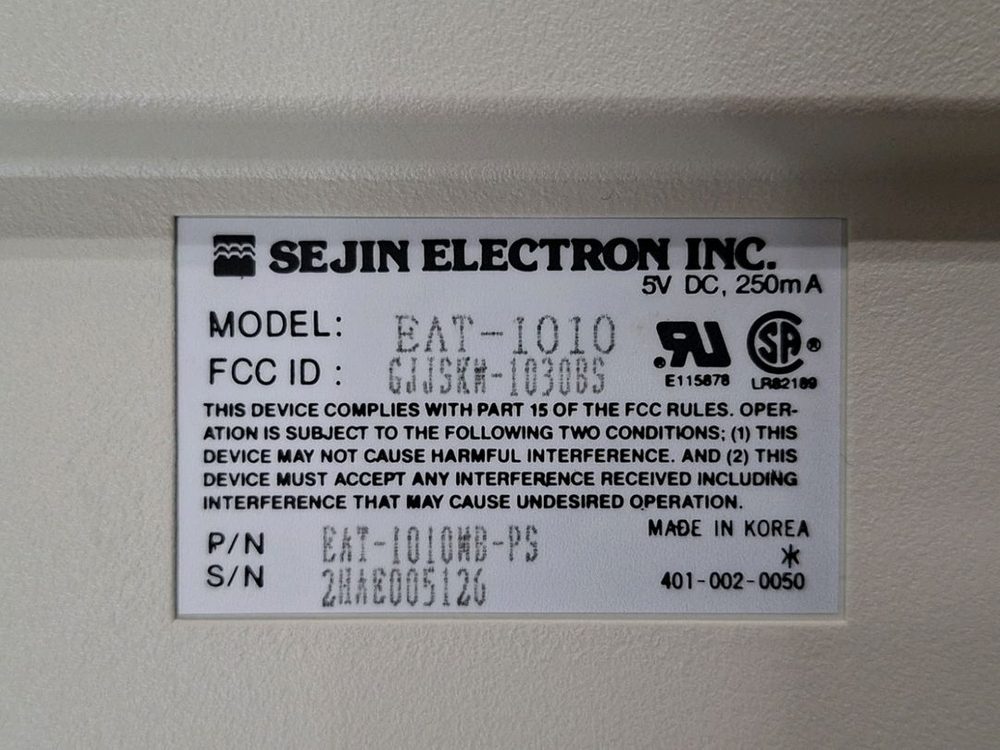 SEJIN ELECTRON INC.
5V DC, 250mA
MODEL: EAT-1010
FCC ID : GJJSKM-1030BS
E115878
LR82189
THIS DEVICE COMPLIES WITH PART 15 OF THE FCC RULES. OPER-
ATION IS SUBJECT TO THE FOLLOWING TWO CONDITIONS; (1) THIS
DEVICE MAY NOT CAUSE HARMFUL INTERFERENCE. AND (2) THIS
DEVICE MUST ACCEPT ANY INTERFERENCE RECEIVED INCLUDING
INTERFERENCE THAT MAY CAUSE UNDESIRED OPERATION.
MADE IN KOREA
P/N EAT-1010MB-PS
*
S/N 2HAE005126
401-002-0050